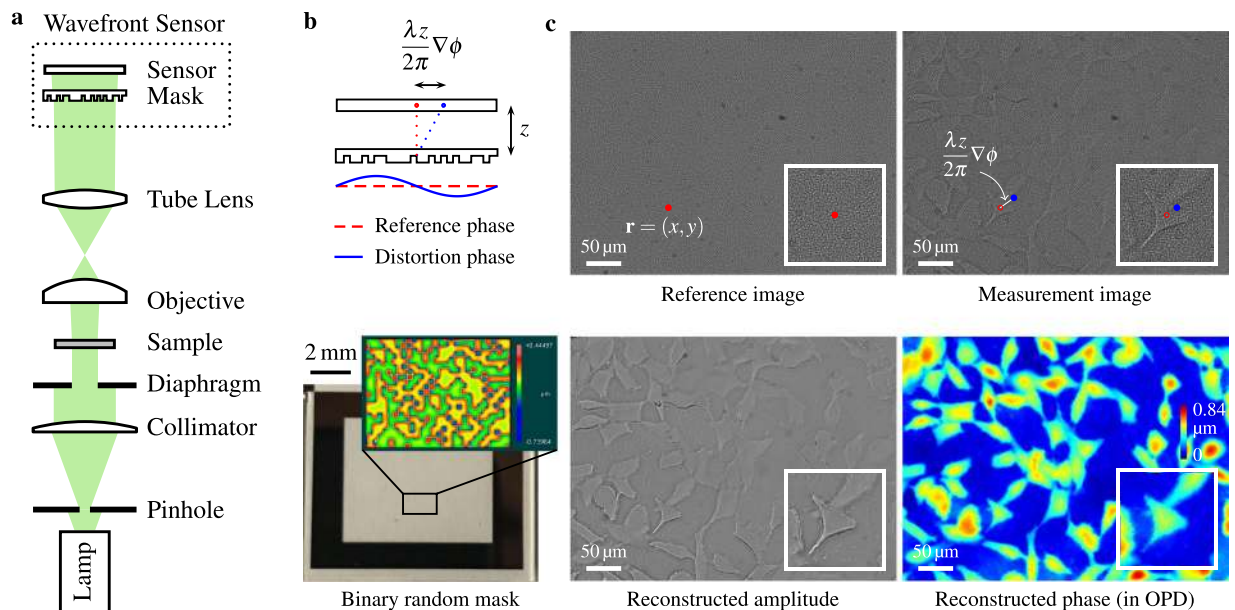 a
Wavefront Sensor
Sensor
Mask
Tube Lens
Objective
Sample
Diaphragm
Collimator
Pinhole
Lamp
b
λz/2π ∇ϕ
z
Reference phase
Distortion phase
2 mm
Binary random mask
c
r = (x, y)
50 µm
Reference image
λz/2π ∇ϕ
50 µm
Measurement image
50 µm
Reconstructed amplitude
0.84
µm
0
50 µm
Reconstructed phase (in OPD)